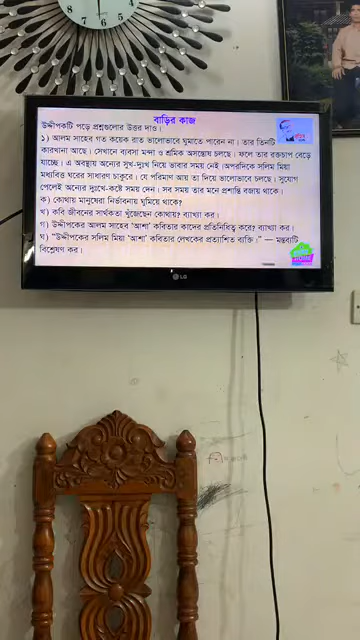 বাড়ির কাজ
উদ্দীপকটি পড়ে প্রশ্নগুলোর উত্তর দাও।
১) আলম সাহেব গত কয়েক রাত ভালোভাবে ঘুমাতে পারেন না। তার তিনটি
কারখানা আছে। সেখানে ব্যবসা মন্দা ও শ্রমিক অসন্তোষ চলছে। ফলে তার রক্তচাপ বেড়ে
যাচ্ছে। এ অবস্থায় অন্যের সুখ-দুঃখ নিয়ে ভাবার সময় নেই।অপরদিকে সলিম মিয়া
মধ্যবিত্ত ঘরের সাধারণ চাকুরে। যে পরিমাণ আয় তা দিয়ে ভালোভাবে চলছে। সুযোগ
পেলেই অন্যের দুঃখে-কষ্টে সময় দেন। সব সময় তার মনে প্রশান্তি বজায় থাকে।
ক) কোথায় মানুষেরা নির্ভাবনায় ঘুমিয়ে থাকে?
খ) কবি জীবনের সার্থকতা খুঁজেছেন কোথায়? ব্যাখ্যা কর।
গ) উদ্দীপকের আলম সাহেব 'আশা' কবিতার কাদের প্রতিনিধিত্ব করে? ব্যাখ্যা করো।
ঘ) "উদ্দীপকের সলিম মিয়া 'আশা' কবিতার লেখকের প্রত্যাশিত ব্যক্তি।" — মন্তব্যটি
বিশ্লেষণ কর।
LG